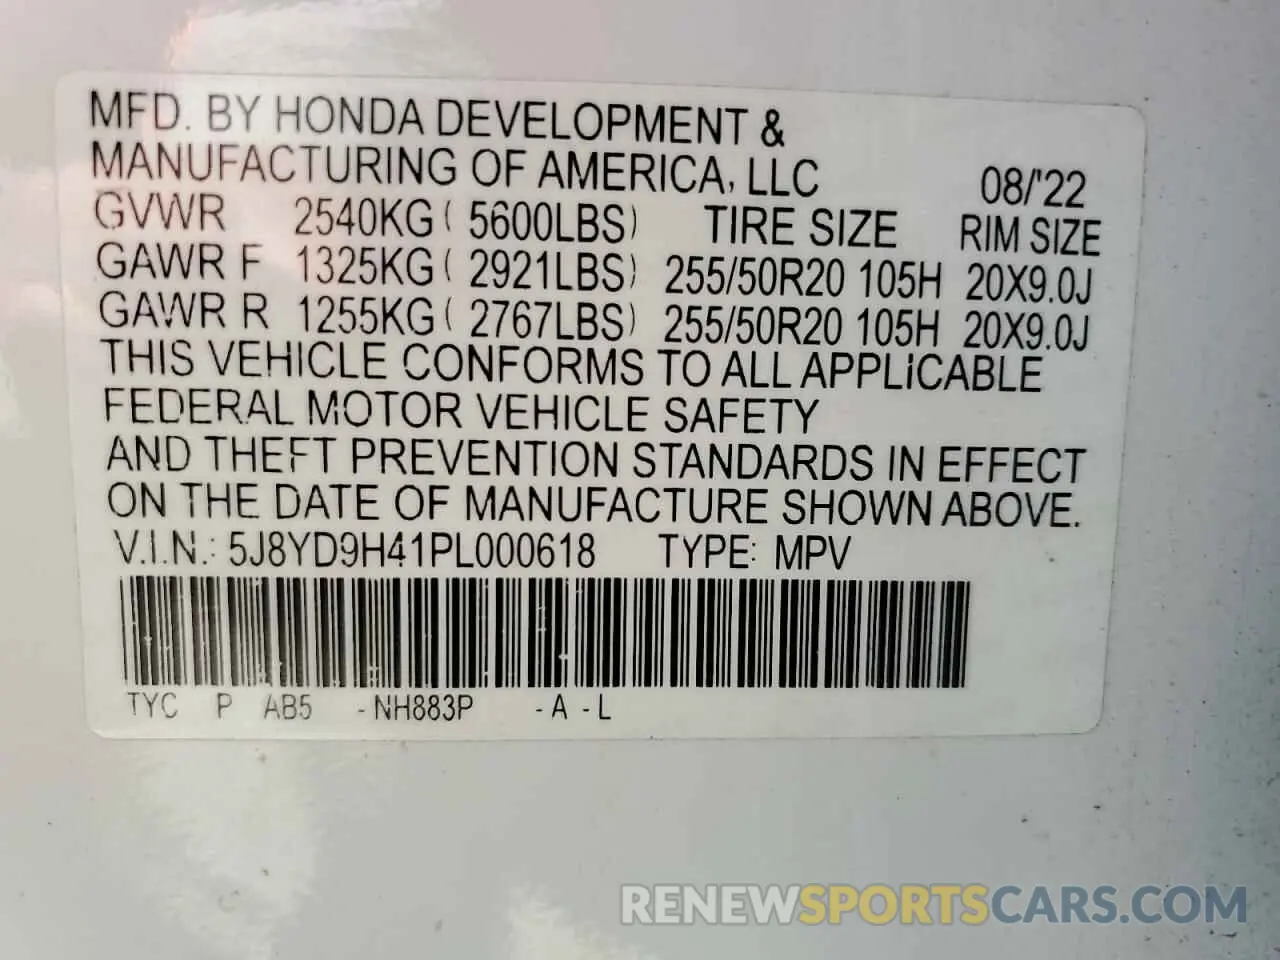 MFD. BY HONDA DEVELOPMENT &
MANUFACTURING OF AMERICA, LLC 08/'22
GVWR 2540KG ( 5600LBS) TIRE SIZE RIM SIZE
GAWR F 1325KG ( 2921LBS) 255/50R20 105H 20X9.0J
GAWR R 1255KG ( 2767LBS) 255/50R20 105H 20X9.0J
THIS VEHICLE CONFORMS TO ALL APPLICABLE
FEDERAL MOTOR VEHICLE SAFETY
AND THEFT PREVENTION STANDARDS IN EFFECT
ON THE DATE OF MANUFACTURE SHOWN ABOVE.
V.I.N.: 5J8YD9H41PL000618 TYPE: MPV
TYC P AB5 -NH883P -A -L
RENEWSPORTSCARS.COM